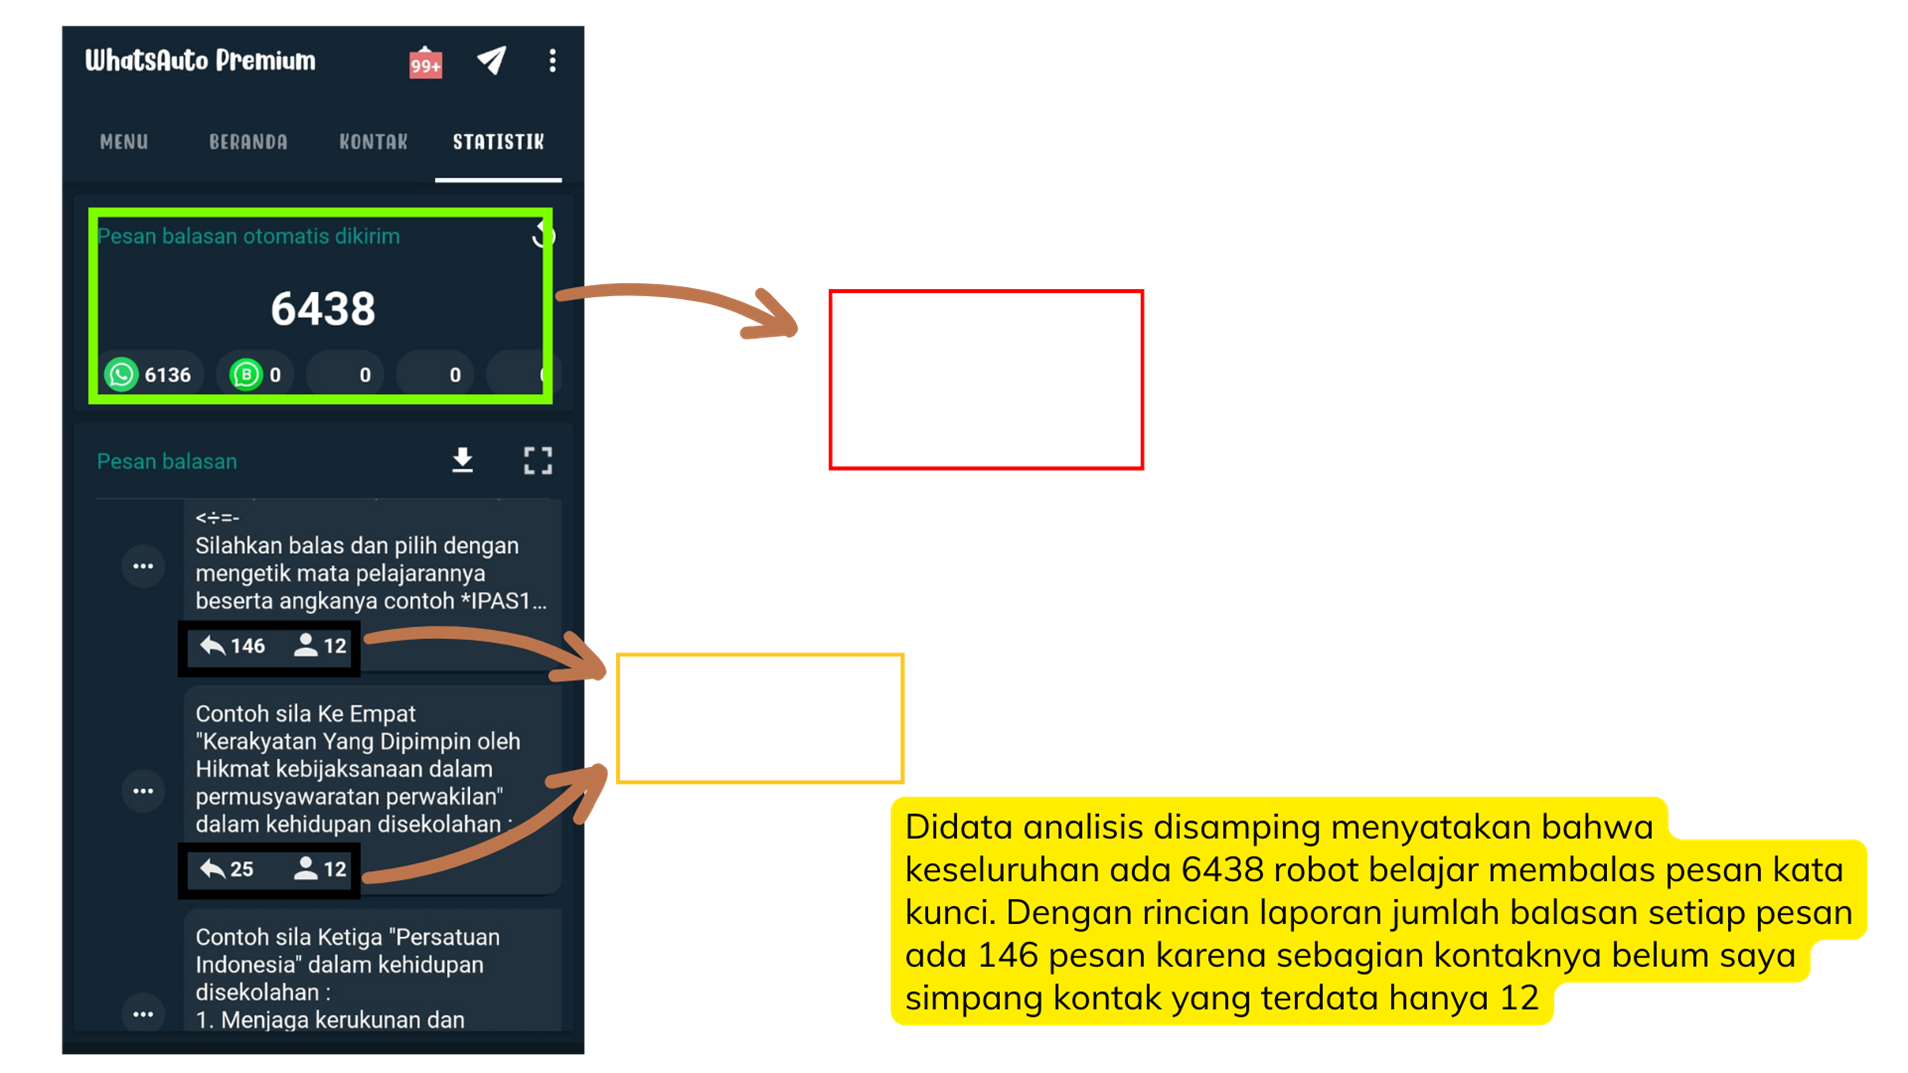 WhatsAuto Premium
99+
MENU BERANDA KONTAK STATISTIK
Pesan balasan otomatis dikirim
6438
6136 B 0 0 0
Pesan balasan
<÷=-
Silahkan balas dan pilih dengan
mengetik mata pelajarannya
beserta angkanya contoh *IPAS1...
146 12
Contoh sila Ke Empat
"Kerakyatan Yang Dipimpin oleh
Hikmat kebijaksanaan dalam
permusyawaratan perwakilan"
dalam kehidupan disekolahan :
25 12
Contoh sila Ketiga "Persatuan
Indonesia" dalam kehidupan
disekolahan :
1. Menjaga kerukunan dan
Didata analisis disamping menyatakan bahwa
keseluruhan ada 6438 robot belajar membalas pesan kata
kunci. Dengan rincian laporan jumlah balasan setiap pesan
ada 146 pesan karena sebagian kontaknya belum saya
simpang kontak yang terdata hanya 12